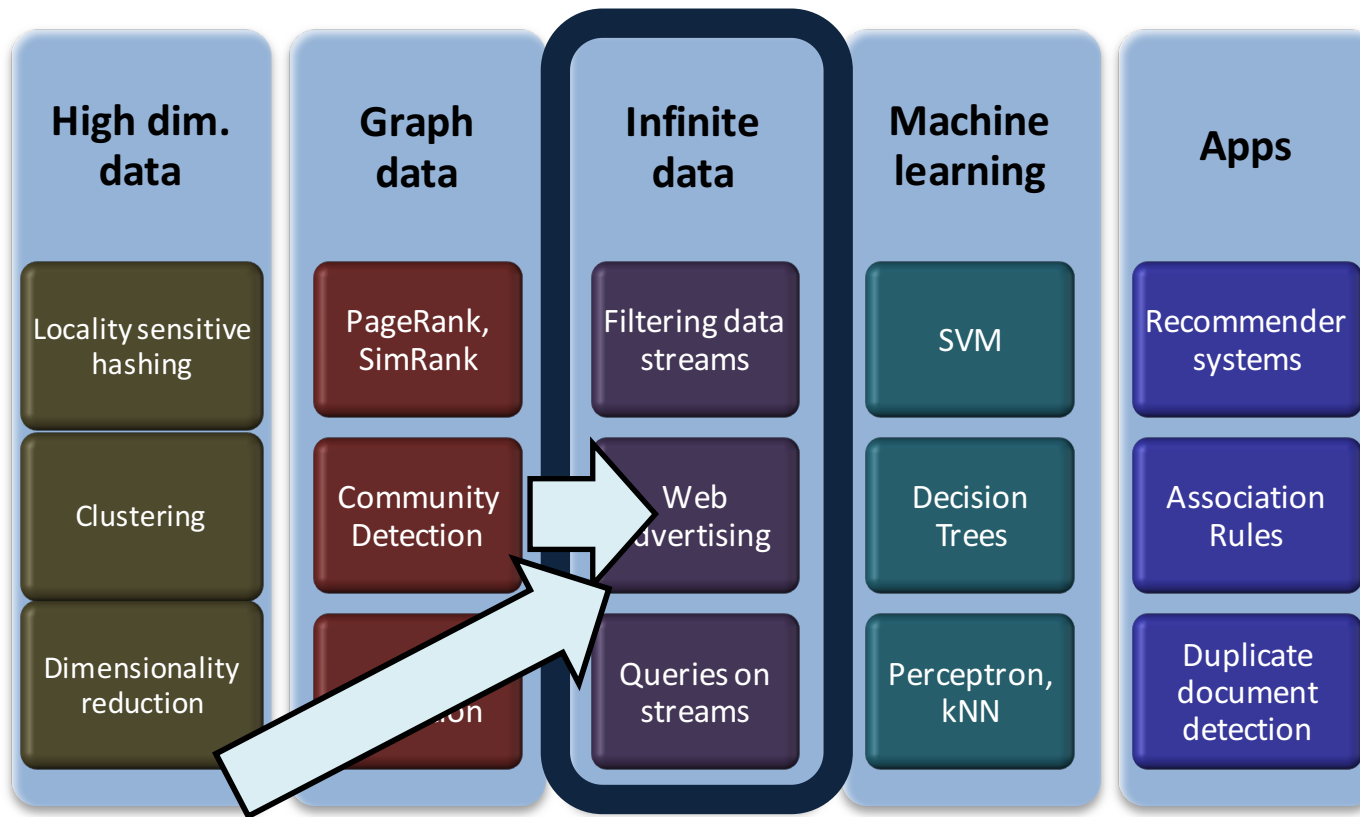 High dim.
data
Graph
data
Infinite
data
Machine
learning
Apps
Locality sensitive
hashing
PageRank,
SimRank
Filtering data
streams
SVM
Recommender
systems
Clustering
Community
Detection
Web
Decision
Trees
Association
Rules
Dimensionality
reduction
Queries on
streams
Perceptron,
kNN
Duplicate
document
detection